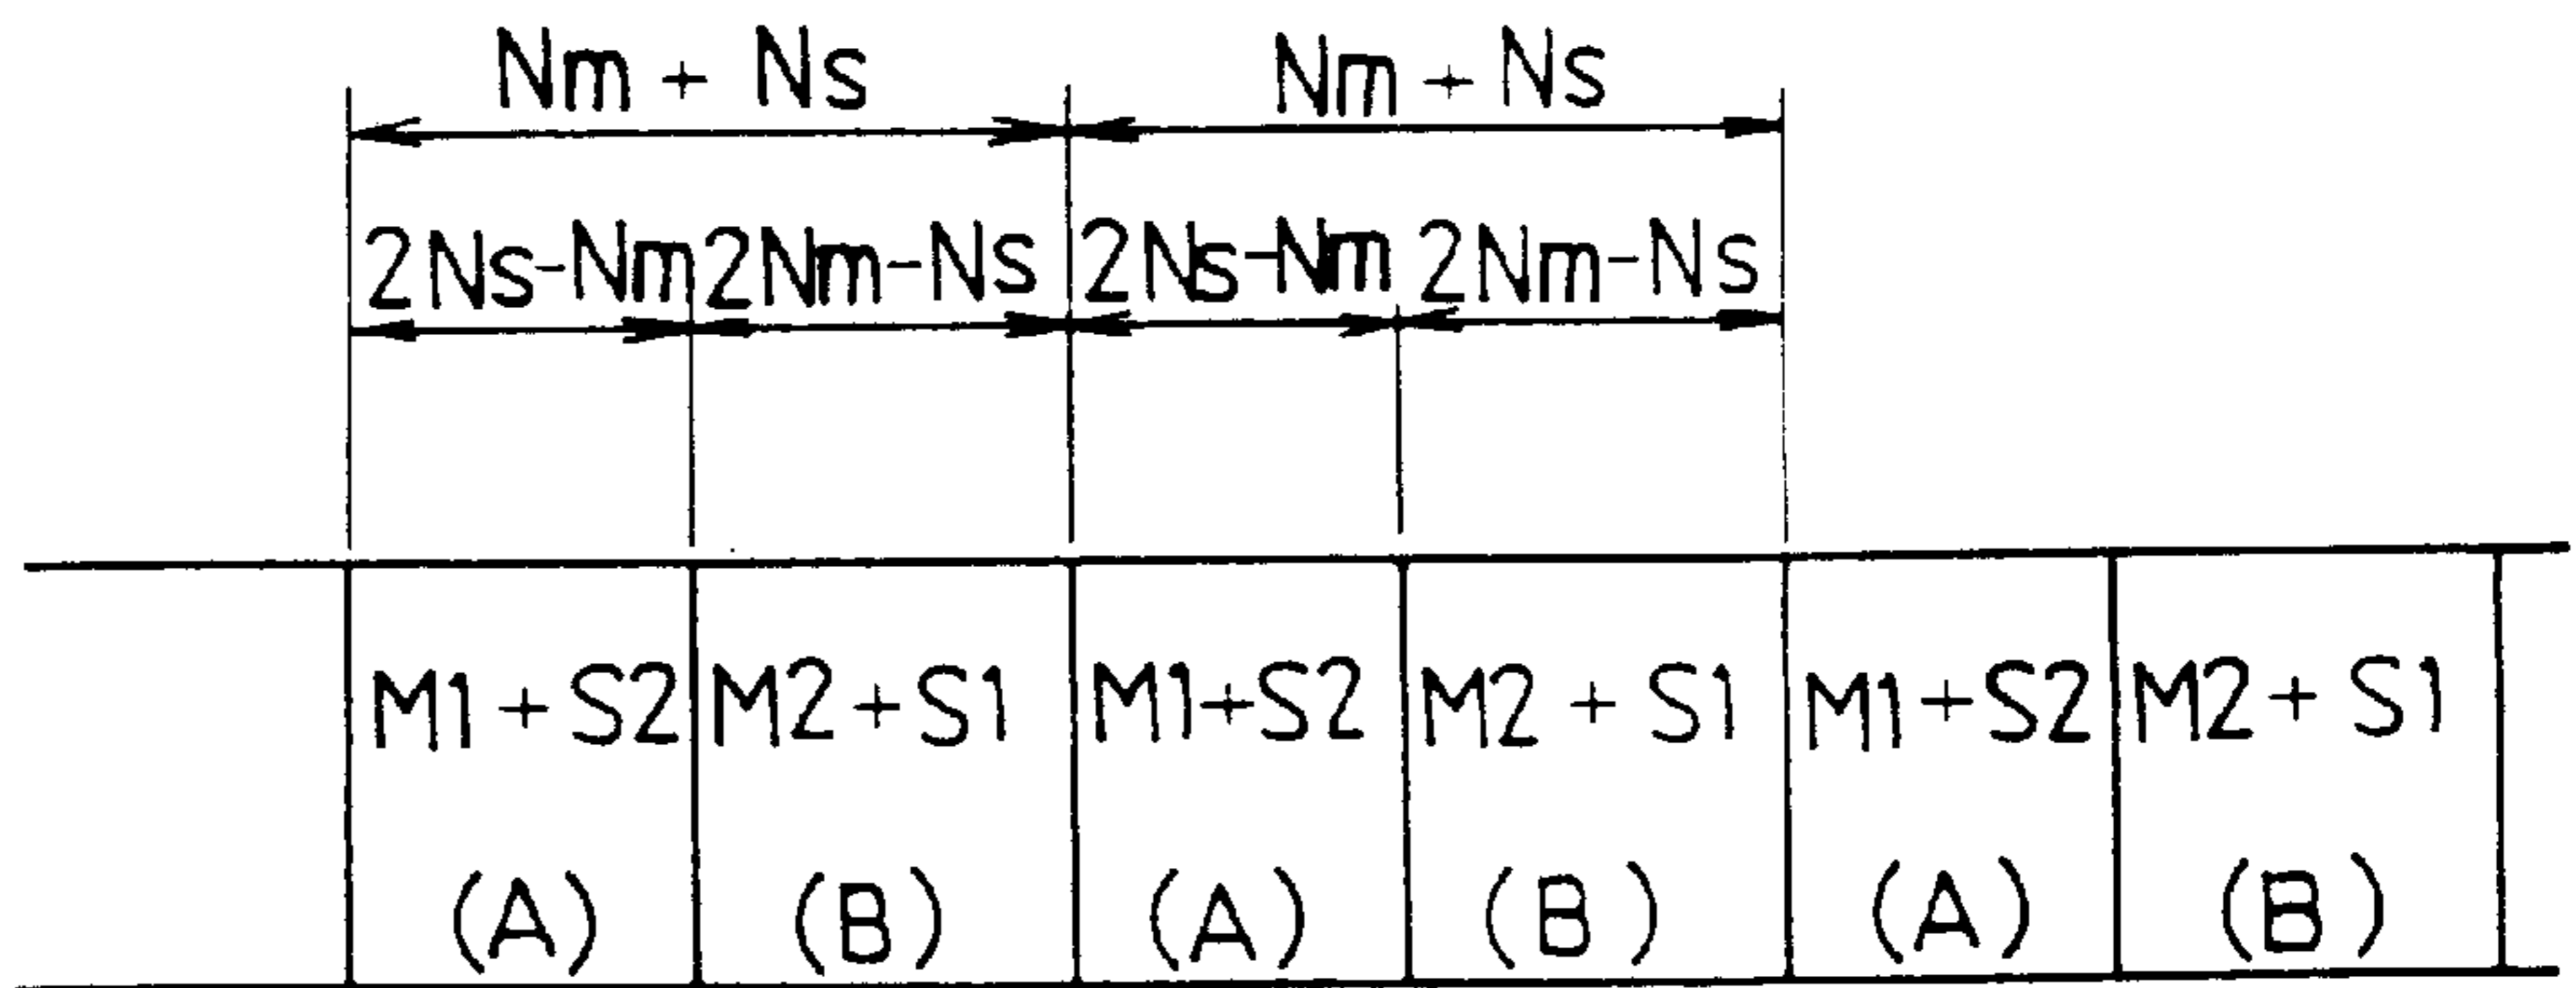 Nm + Ns Nm + Ns
2Ns-Nm 2Nm-Ns 2Ns-Nm 2Nm-Ns
M1+S2 M2+S1 M1+S2 M2 + S1 M1+S2 M2+ S1
(A) (B) (A) (B) (A) (B)